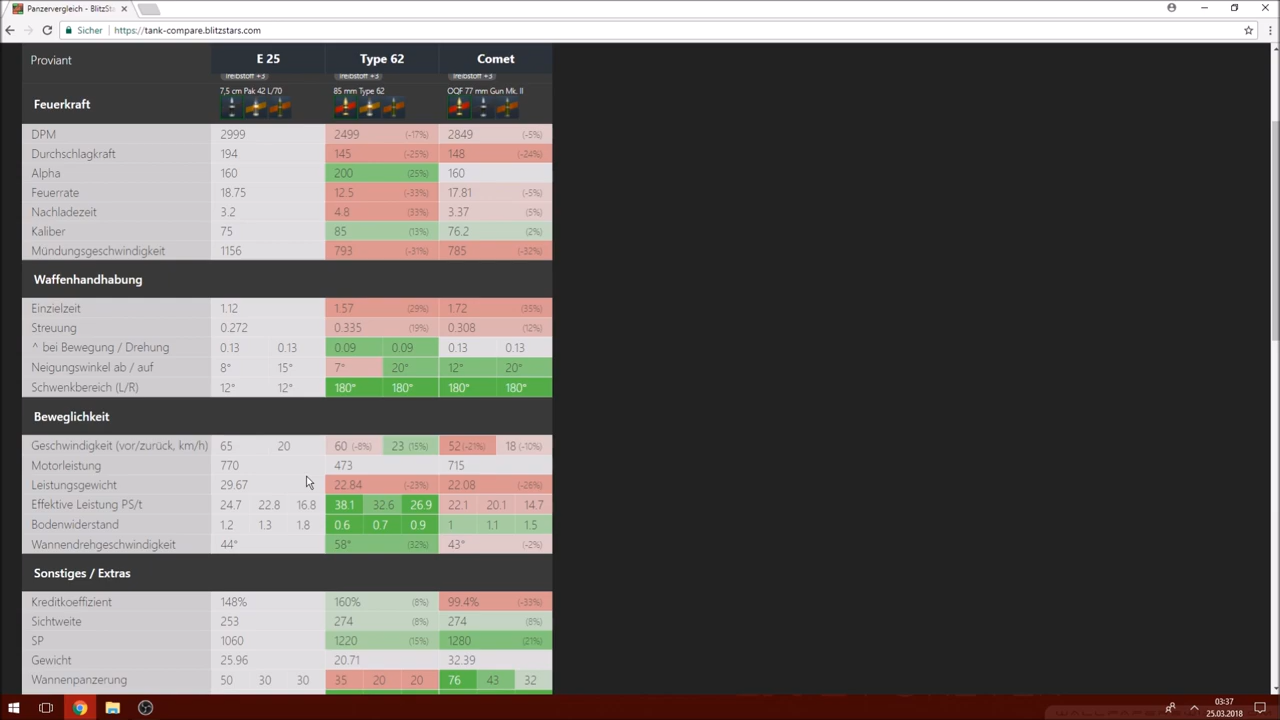 Panzervergleich - BlitzSta
Sicher https://tank-compare.blitzstars.com
Proviant E 25 Type 62 Comet
Treibstoff +3 Treibstoff +3 Treibstoff +3
Feuerkraft 7,5 cm Pak 42 L/70 85 mm Type 62 OQF 77 mm Gun Mk. II
DPM 2999 2499 (-17%) 2849 (-5%)
Durchschlagkraft 194 145 (-25%) 148 (-24%)
Alpha 160 200 (25%) 160
Feuerrate 18.75 12.5 (-33%) 17.81 (-5%)
Nachladezeit 3.2 4.8 (33%) 3.37 (5%)
Kaliber 75 85 (13%) 76.2 (2%)
Mündungsgeschwindigkeit 1156 793 (-31%) 785 (-32%)
Waffenhandhabung
Einzielzeit 1.12 1.57 (29%) 1.72 (35%)
Streuung 0.272 0.335 (19%) 0.308 (12%)
^ bei Bewegung / Drehung 0.13 0.13 0.09 0.09 0.13 0.13
Neigungswinkel ab / auf 8° 15° 7° 20° 12° 20°
Schwenkbereich (L/R) 12° 12° 180° 180° 180° 180°
Beweglichkeit
Geschwindigkeit (vor/zurück, km/h) 65 20 60 (-8%) 23 (15%) 52 (-21%) 18 (-10%)
Motorleistung 770 473 715
Leistungsgewicht 29.67 22.84 (-23%) 22.08 (-26%)
Effektive Leistung PS/t 24.7 22.8 16.8 38.1 32.6 26.9 22.1 20.1 14.7
Bodenwiderstand 1.2 1.3 1.8 0.6 0.7 0.9 1 1.1 1.5
Wannendrehgeschwindigkeit 44° 58° (32%) 43° (-2%)
Sonstiges / Extras
Kreditkoeffizient 148% 160% (8%) 99.4% (-33%)
Sichtweite 253 274 (8%) 274 (8%)
SP 1060 1220 (15%) 1280 (21%)
Gewicht 25.96 20.71 32.39
Wannenpanzerung 50 30 30 35 20 20 76 43 32
03:37
25.03.2018